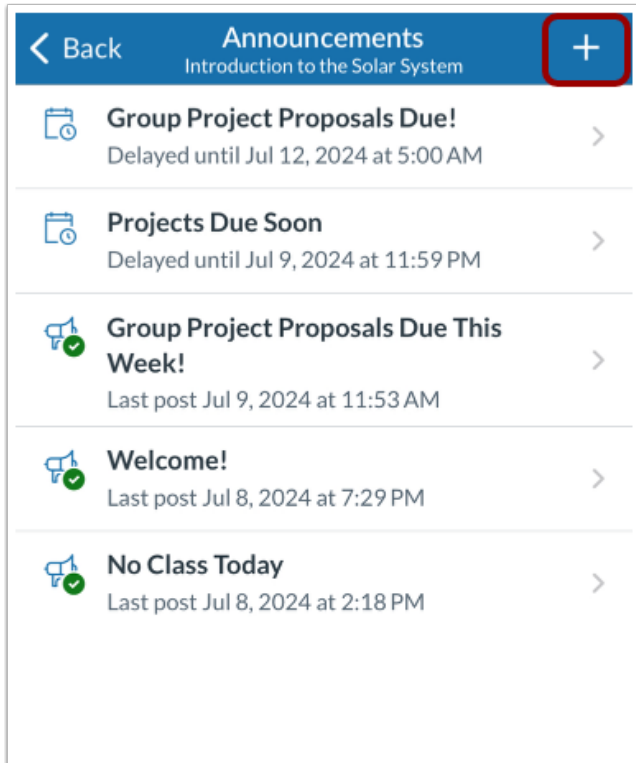 Back
Announcements
Introduction to the Solar System
Group Project Proposals Due!
Delayed until Jul 12, 2024 at 5:00 AM
Projects Due Soon
Delayed until Jul 9, 2024 at 11:59 PM
Group Project Proposals Due This
Week!
Last post Jul 9, 2024 at 11:53 AM
Welcome!
Last post Jul 8, 2024 at 7:29 PM
No Class Today
Last post Jul 8, 2024 at 2:18 PM